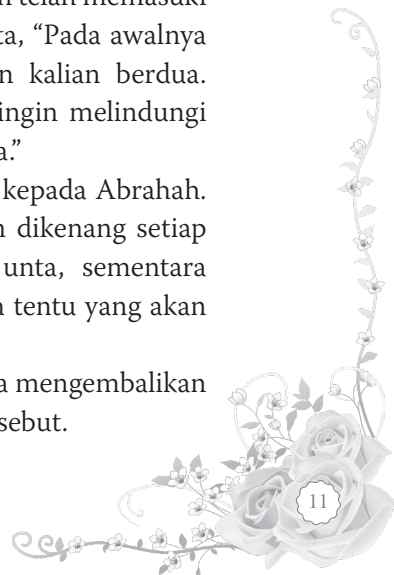 telah memasuki
ta, “Pada awalnya
n kalian berdua.
ingin melindungi
a.”
kepada Abrahah.
n dikenang setiap
unta, sementara
n tentu yang akan
a mengembalikan
sebut.
11